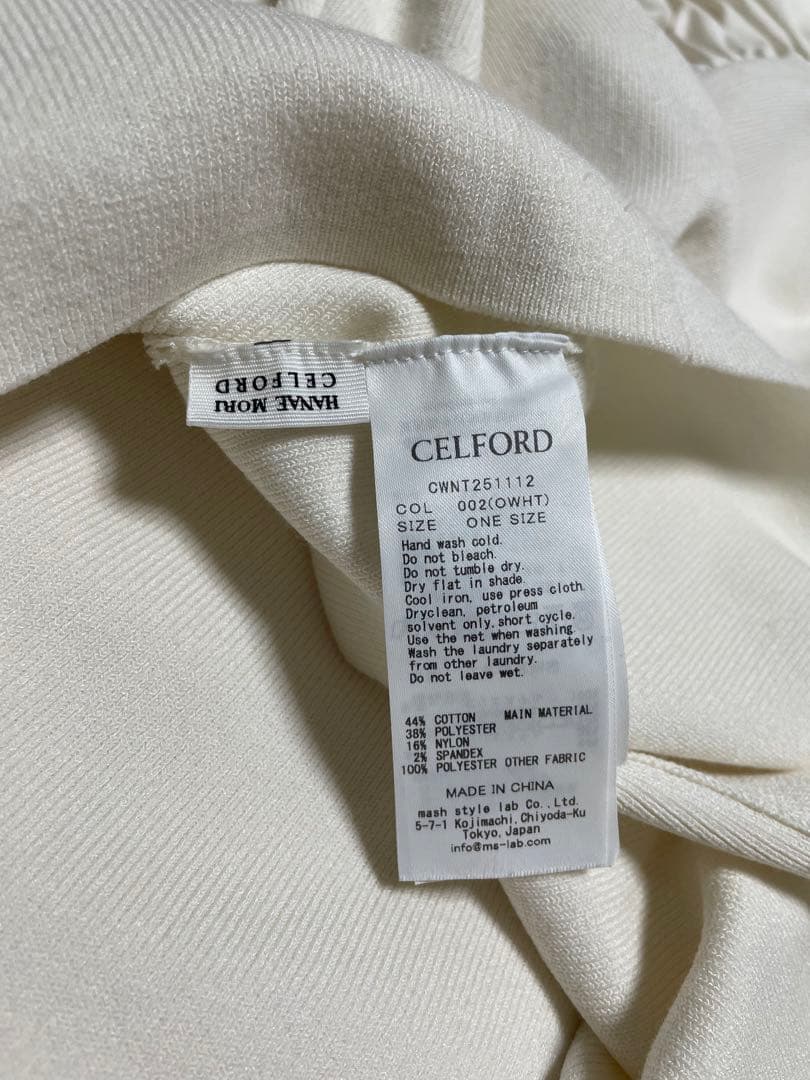 HANAE MORI
CELFORD
CELFORD
CWNT251112
COL 002(OWHT)
SIZE ONE SIZE
Hand wash cold.
Do not bleach.
Do not tumble dry.
Dry flat in shade.
Cool iron, use press cloth.
Dryclean, petroleum
solvent only, short cycle.
Use the net when washing.
Wash the laundry separately
from other laundry.
Do not leave wet.
44% COTTON MAIN MATERIAL
38% POLYESTER
16% NYLON
2% SPANDEX
100% POLYESTER OTHER FABRIC
MADE IN CHINA
mash style lab Co., Ltd.
5-7-1 Kojimachi, Chiyoda-Ku
Tokyo, Japan
info@ms-lab.com